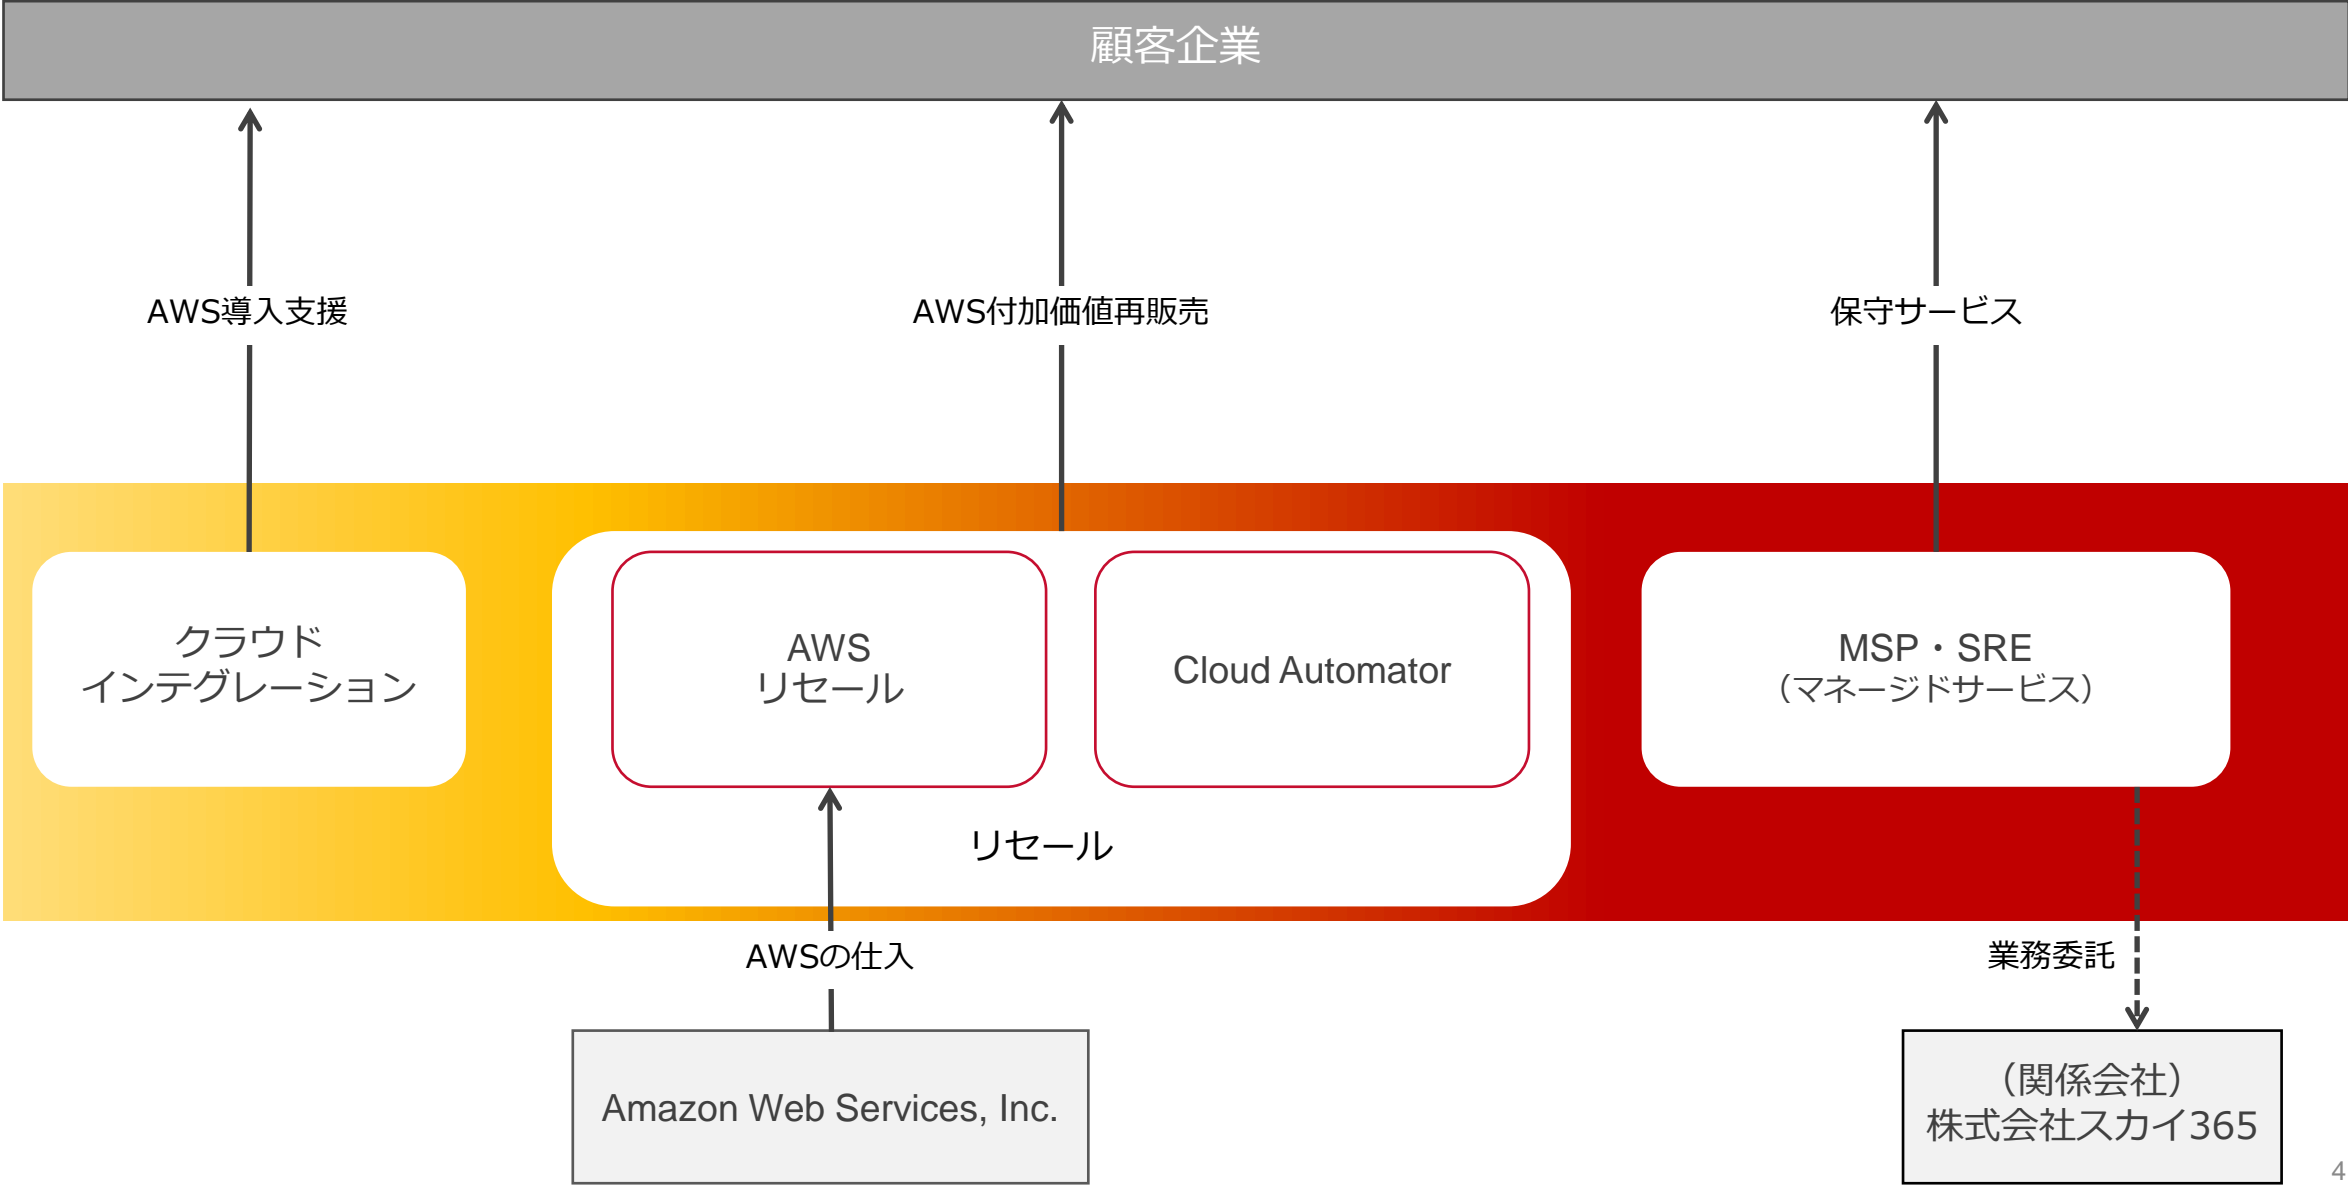 顧客企業
AWS導入支援
AWS付加価値再販売
保守サービス
クラウド
インテグレーション
AWS
リセール
Cloud Automator
MSP・SRE
（マネージドサービス）
リセール
AWSの仕入
業務委託
Amazon Web Services, Inc.
（関係会社）
株式会社スカイ365
4